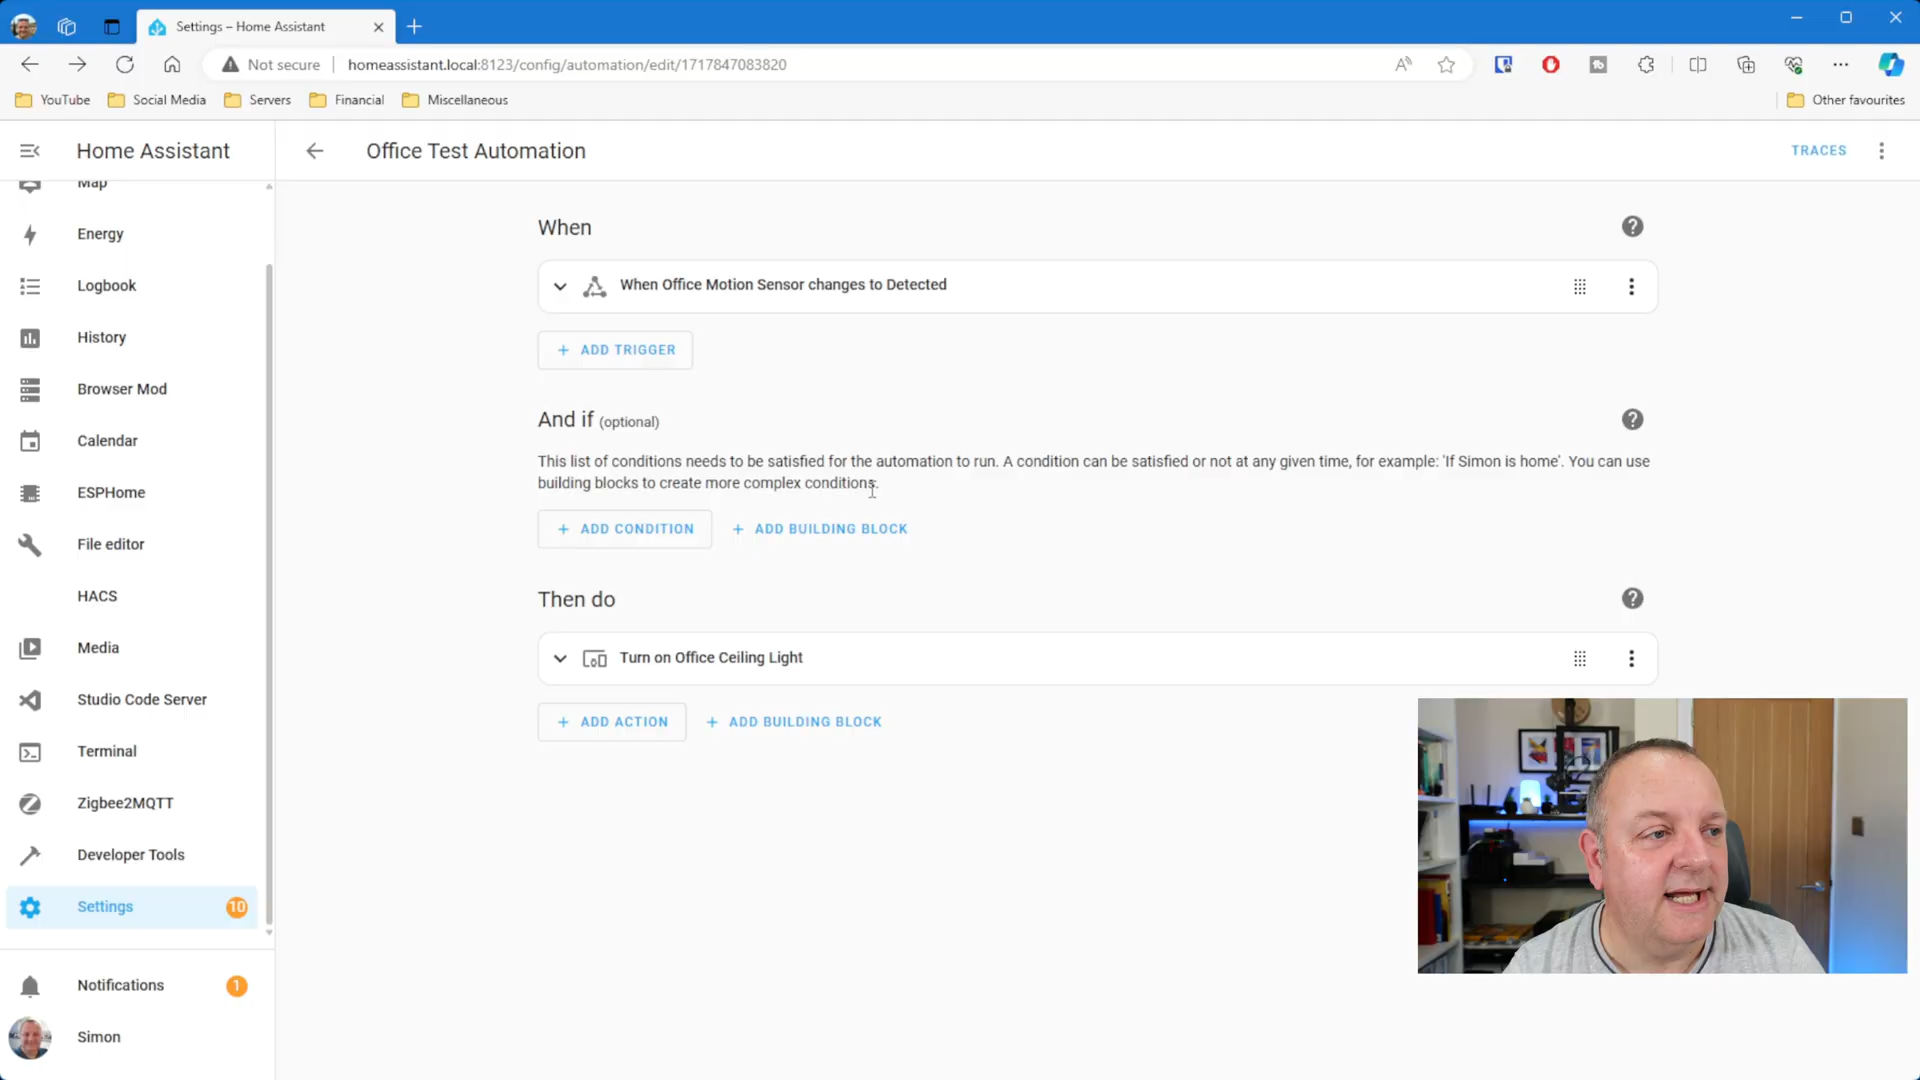 Settings – Home Assistant
Not secure
homeassistant.local:8123/config/automation/edit/1717847083820
YouTube
Social Media
Servers
Financial
Miscellaneous
Other favourites
Home Assistant
Office Test Automation
TRACES
Map
Energy
Logbook
History
Browser Mod
Calendar
ESPHome
File editor
HACS
Media
Studio Code Server
Terminal
Zigbee2MQTT
Developer Tools
Settings
10
Notifications
1
Simon
When
When Office Motion Sensor changes to Detected
+ ADD TRIGGER
And if (optional)
This list of conditions needs to be satisfied for the automation to run. A condition can be satisfied or not at any given time, for example: 'If Simon is home'. You can use
building blocks to create more complex conditions.
+ ADD CONDITION
+ ADD BUILDING BLOCK
Then do
Turn on Office Ceiling Light
+ ADD ACTION
+ ADD BUILDING BLOCK